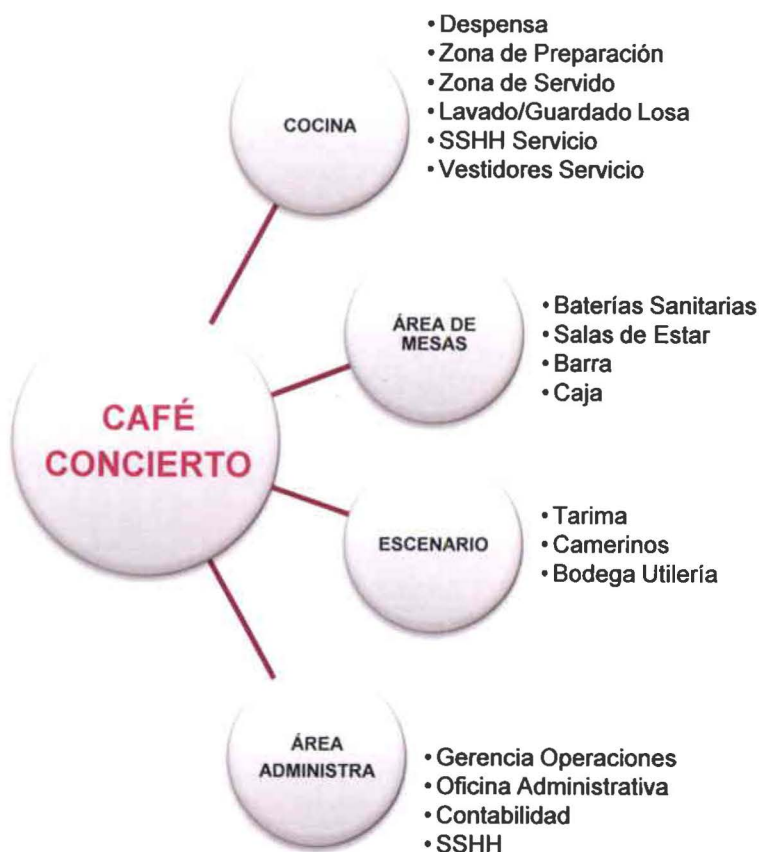 • Despensa
• Zona de Preparación
• Zona de Servido
• Lavado/Guardado Losa
• SSHH Servicio
• Vestidores Servicio
COCINA
• Baterías Sanitarias
• Salas de Estar
• Barra
• Caja
ÁREA DE
MESAS
CAFÉ
CONCIERTO
• Tarima
• Camerinos
• Bodega Utilería
ESCENARIO
ÁREA
ADMINISTRA
• Gerencia Operaciones
• Oficina Administrativa
• Contabilidad
• SSHH